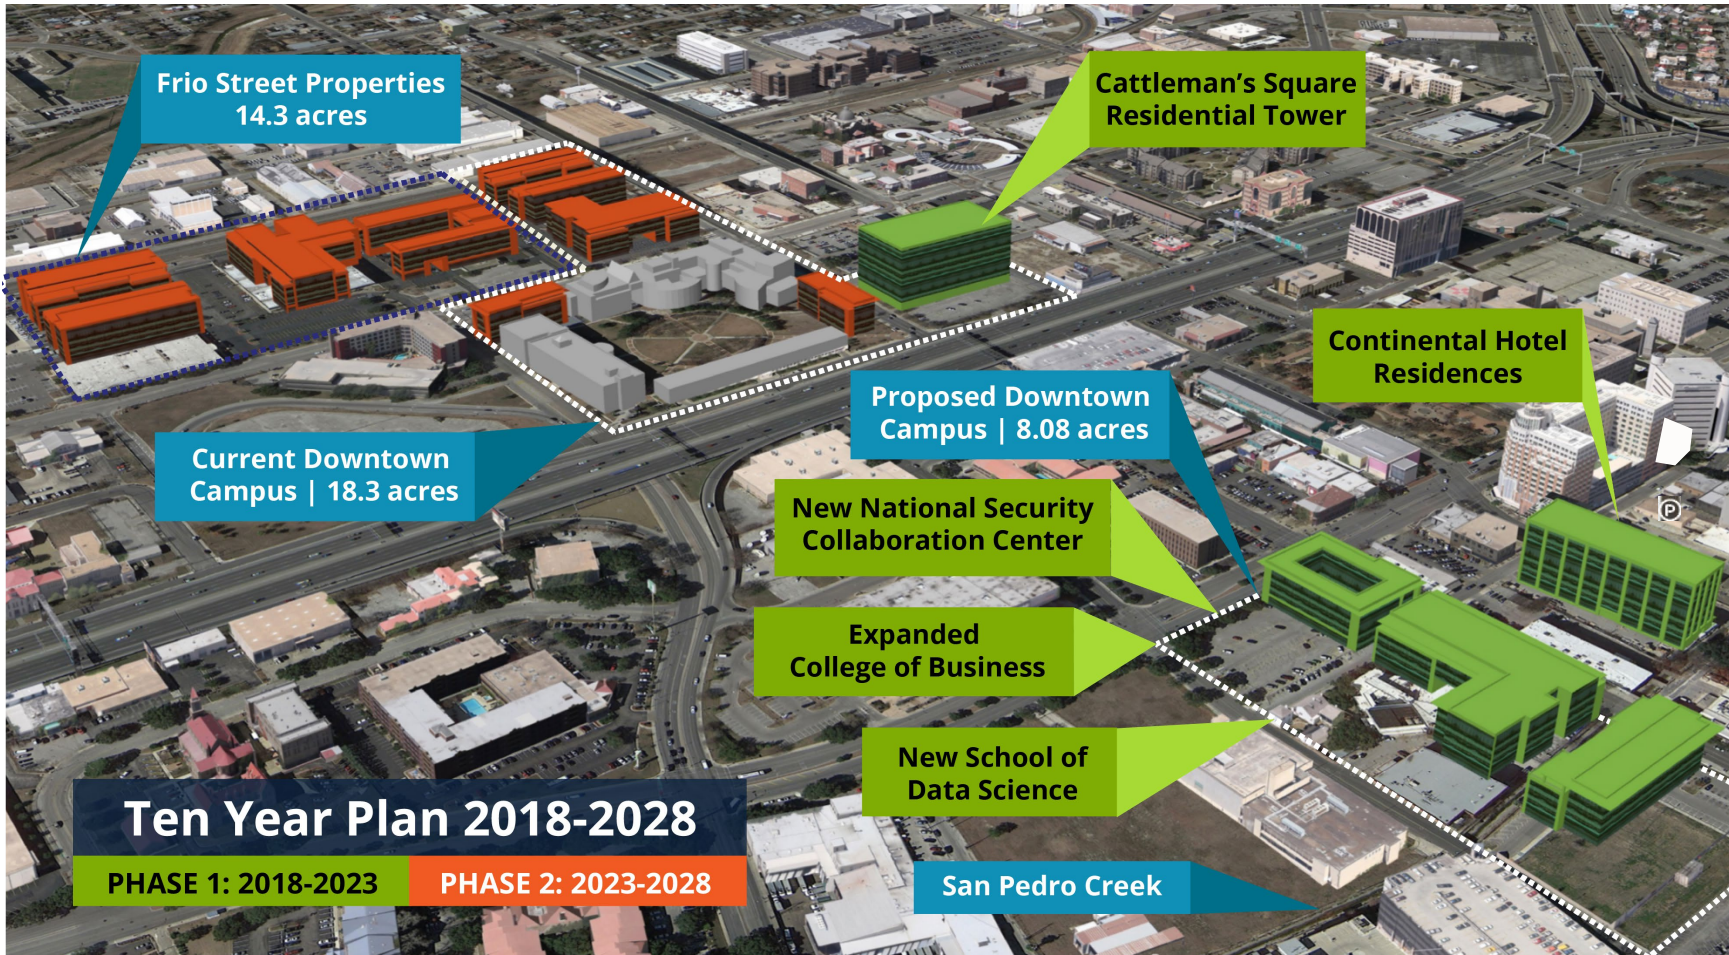 Frio Street Properties
14.3 acres
Cattleman's Square
Residential Tower
Continental Hotel
Residences
Proposed Downtown
Campus | 8.08 acres
Current Downtown
Campus | 18.3 acres
New National Security
Collaboration Center
P
Expanded
College of Business
New School of
Data Science
Ten Year Plan 2018-2028
PHASE 1: 2018-2023
PHASE 2: 2023-2028
San Pedro Creek